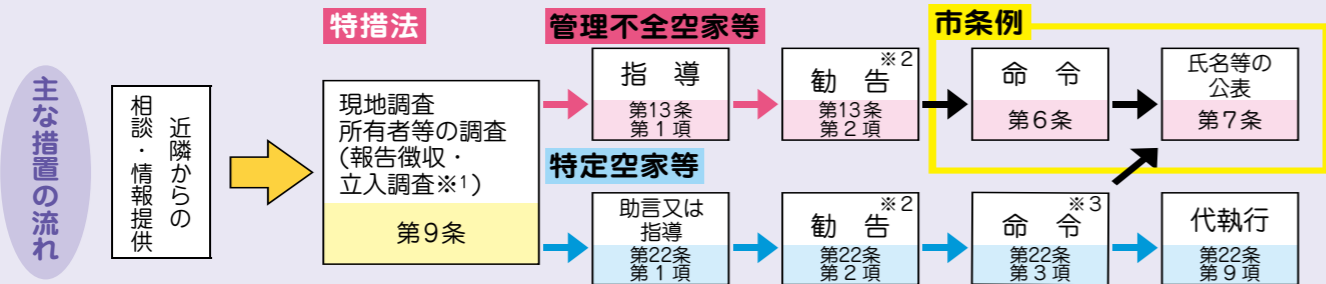 主な措置の流れ
近隣からの
相談・情報提供
特措法
現地調査
所有者等の調査
(報告徴収・
立入調査※1)
第9条
管理不全空家等
指 導
第13条
第1項
※2
勧 告
第13条
第2項
市条例
命 令
第6条
氏名等の
公表
第7条
特定空家等
助言又は
指導
第22条
第1項
※2
勧 告
第22条
第2項
※3
命 令
第22条
第3項
代執行
第22条
第9項